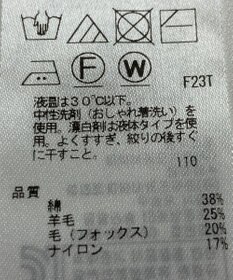 F W
F23T
液温は30℃以下。
中性洗剤（おしゃれ着洗い）を
使用。漂白剤は液体タイプを使
用。よくすすぎ、絞りの後すぐ
に干すこと。
110
品質
綿 38%
羊毛 25%
毛（フォックス） 20%
ナイロン 17%